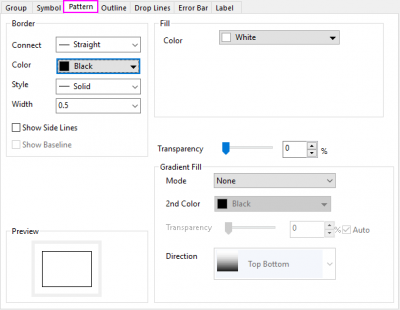 Group Symbol Pattern Outline Drop Lines Error Bar Label
Border
Connect Straight
Color Black
Style Solid
Width 0.5
Show Side Lines
Show Baseline
Fill
Color White
Transparency 0 %
Gradient Fill
Mode None
2nd Color Black
Transparency 0 % Auto
Direction Top Bottom
Preview